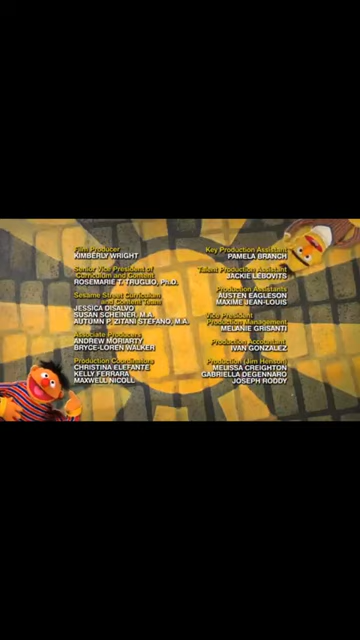 Film Producer
KIMBERLY WRIGHT
Senior Vice President of
Curriculum and Content
ROSEMARIE T. TRUGLIO, PH.D.
Sesame Street Curriculum
and Content Team
JESSICA DISALVO
SUSAN SCHEINER, M.A.
AUTUMN P. ZITANI STEFANO, M.A.
Associate Producers
ANDREW MORIARTY
BRYCE-LOREN WALKER
Production Coordinators
CHRISTINA ELEFANTE
KELLY FERRARA
MAXWELL NICOLL
Key Production Assistant
PAMELA BRANCH
Talent Production Assistant
JACKIE LEBOVITS
Production Assistants
AUSTEN EAGLESON
MAXIME JEAN-LOUIS
Vice President
Production Management
MELANIE GRISANTI
Production Accountant
IVAN GONZALEZ
Production (Jim Henson)
MELISSA CREIGHTON
GABRIELLA DEGENNARO
JOSEPH RODDY